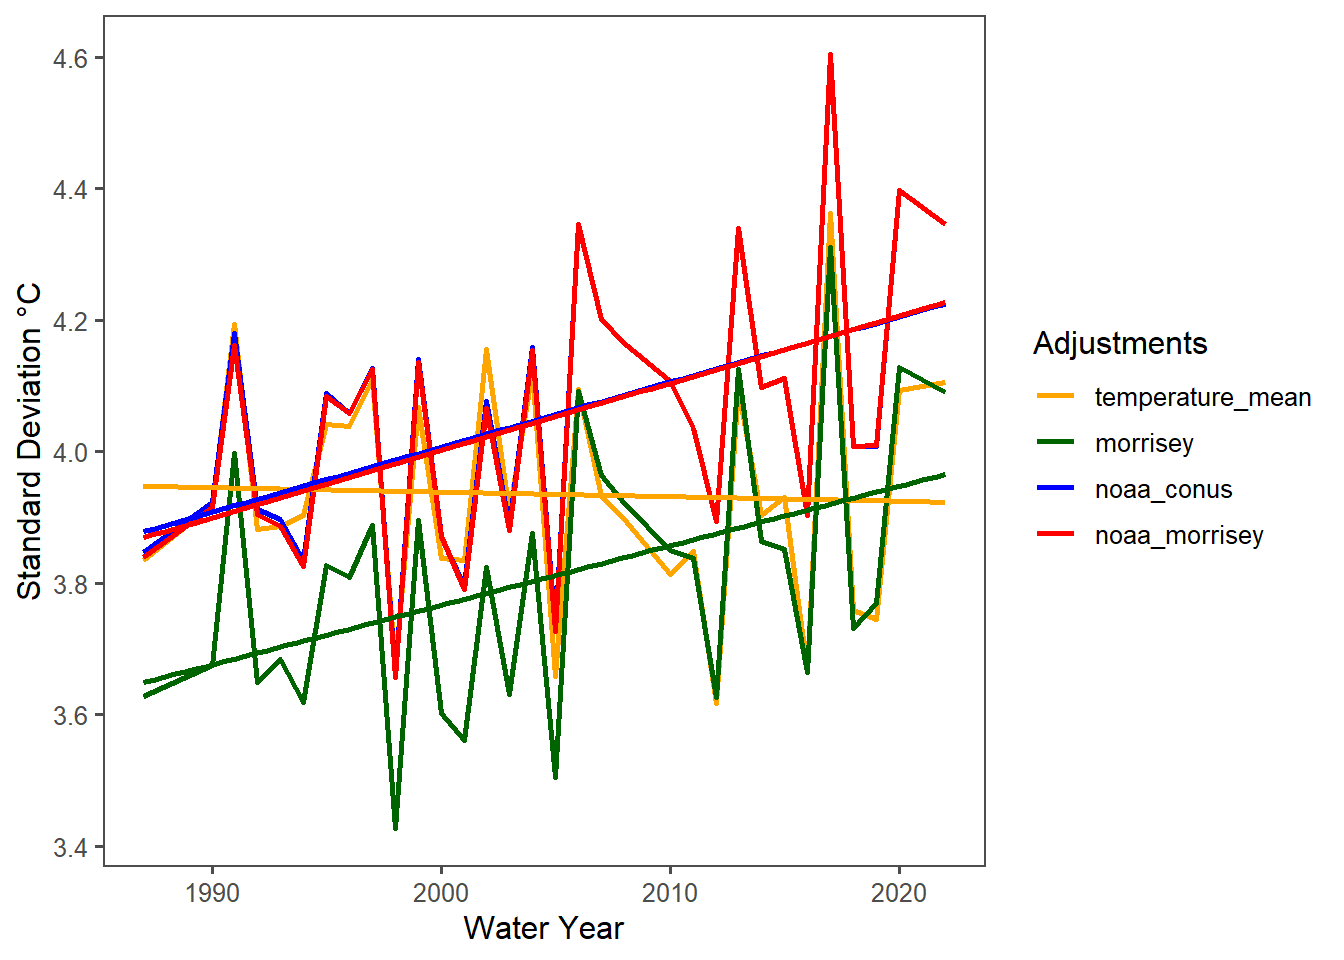 4.6
4.4
4.2
4.0
3.8
3.6
3.4
Standard Deviation °C
1990
2000
2010
2020
Water Year
Adjustments
temperature_mean
morrisey
noaa_conus
noaa_morrisey